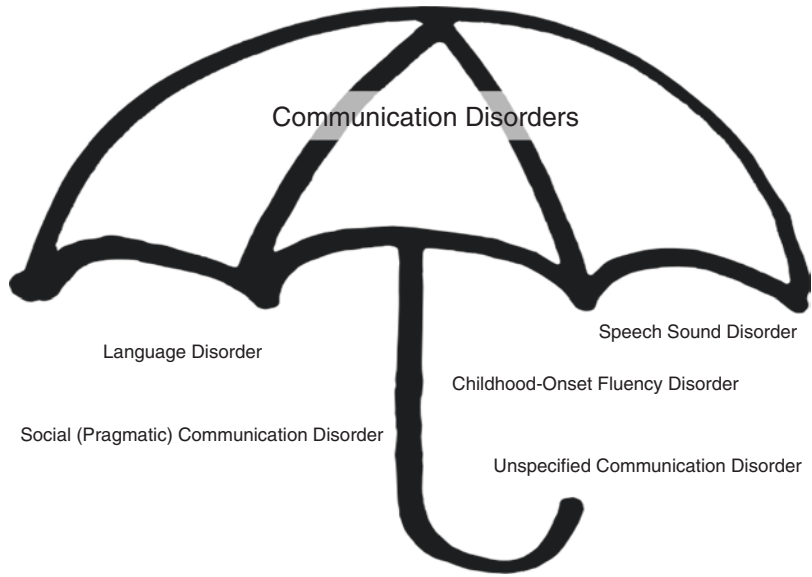 Communication Disorders
Speech Sound Disorder
Language Disorder
Childhood-Onset Fluency Disorder
Social (Pragmatic) Communication Disorder
Unspecified Communication Disorder